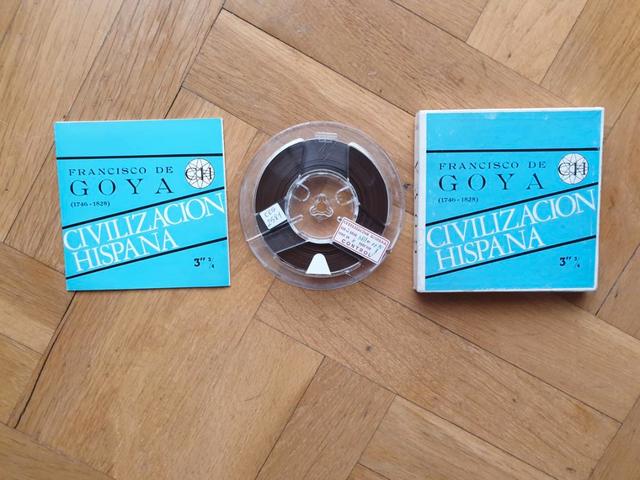 FRANCISCO DE
GOYA
CH
(1746-1828)
CIVILIZACION
HISPANA
3" 3/4
CONTROL
FRANCISCO DE
GOYA
CH
(1746-1828)
CIVILIZACION
HISPANA
3" 3/4